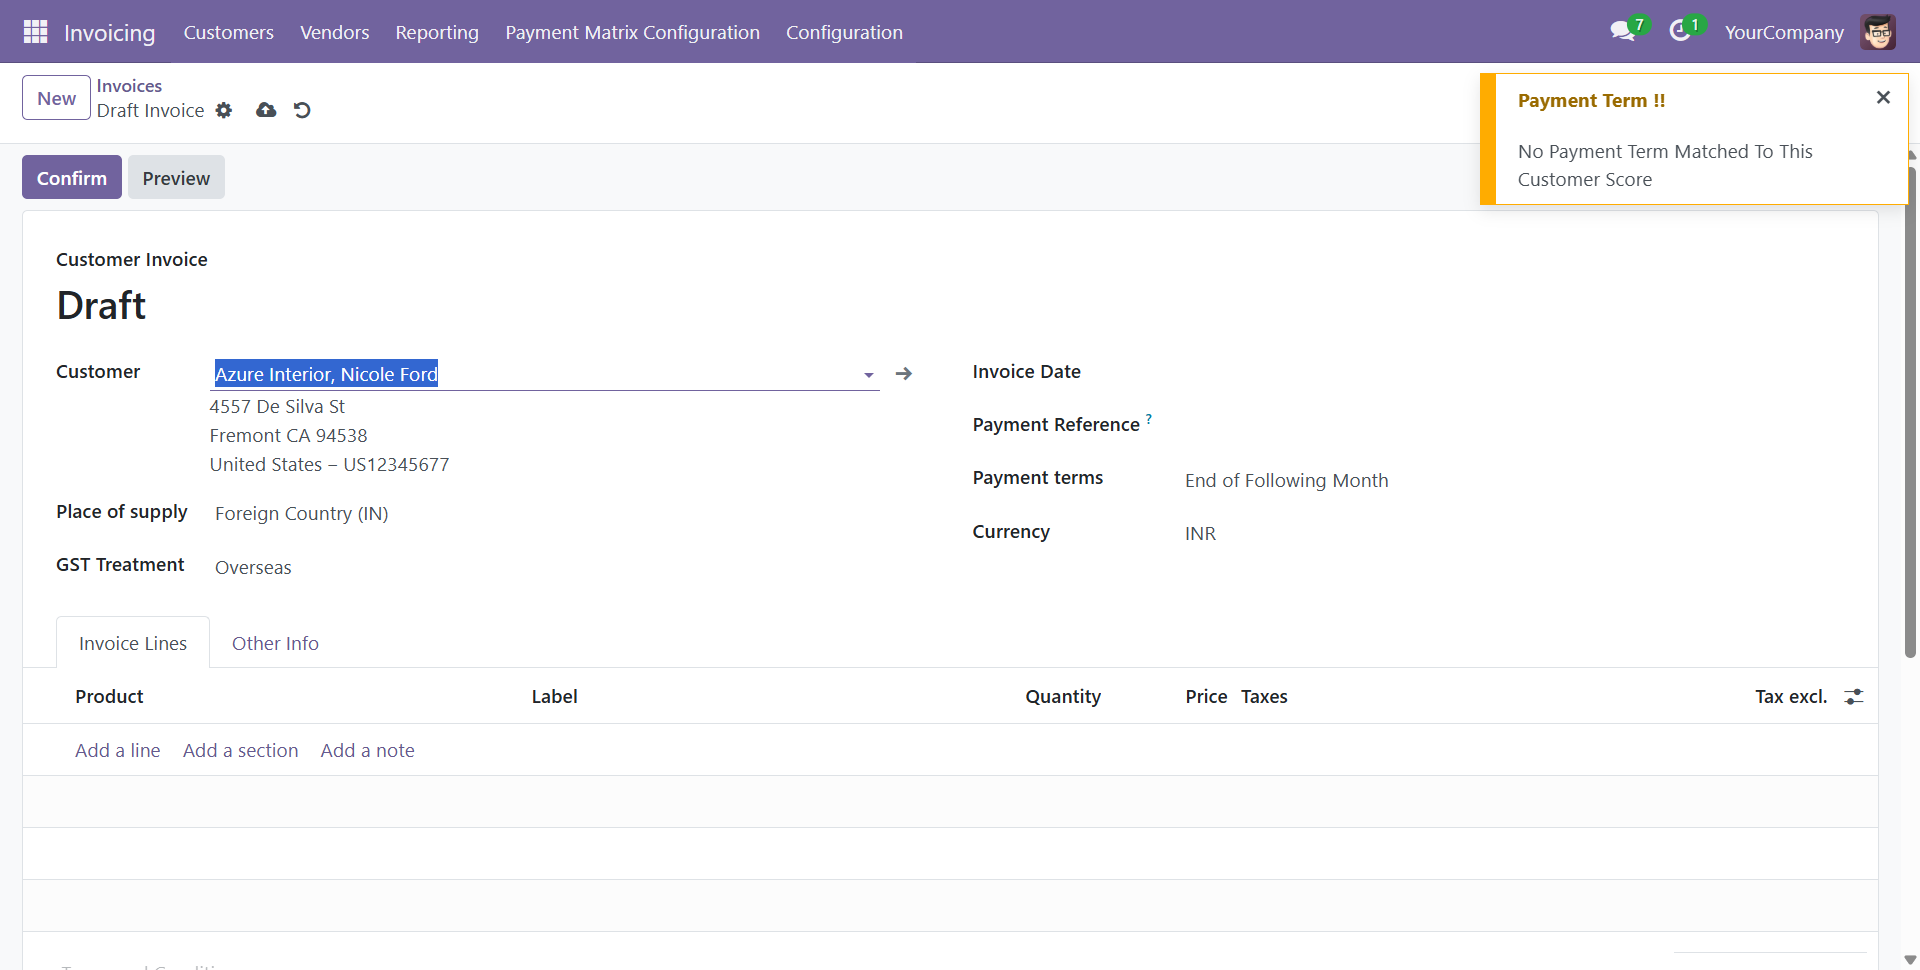 Invoicing Customers Vendors Reporting Payment Matrix Configuration Configuration 7 1 YourCompany
New Invoices
Draft Invoice
Payment Term !!
No Payment Term Matched To This
Customer Score
Confirm Preview
Customer Invoice
Draft
Customer Azure Interior, Nicole Ford
4557 De Silva St
Fremont CA 94538
United States – US12345677
Place of supply Foreign Country (IN)
GST Treatment Overseas
Invoice Date
Payment Reference ?
Payment terms End of Following Month
Currency INR
Invoice Lines Other Info
Product Label Quantity Price Taxes Tax excl.
Add a line Add a section Add a note